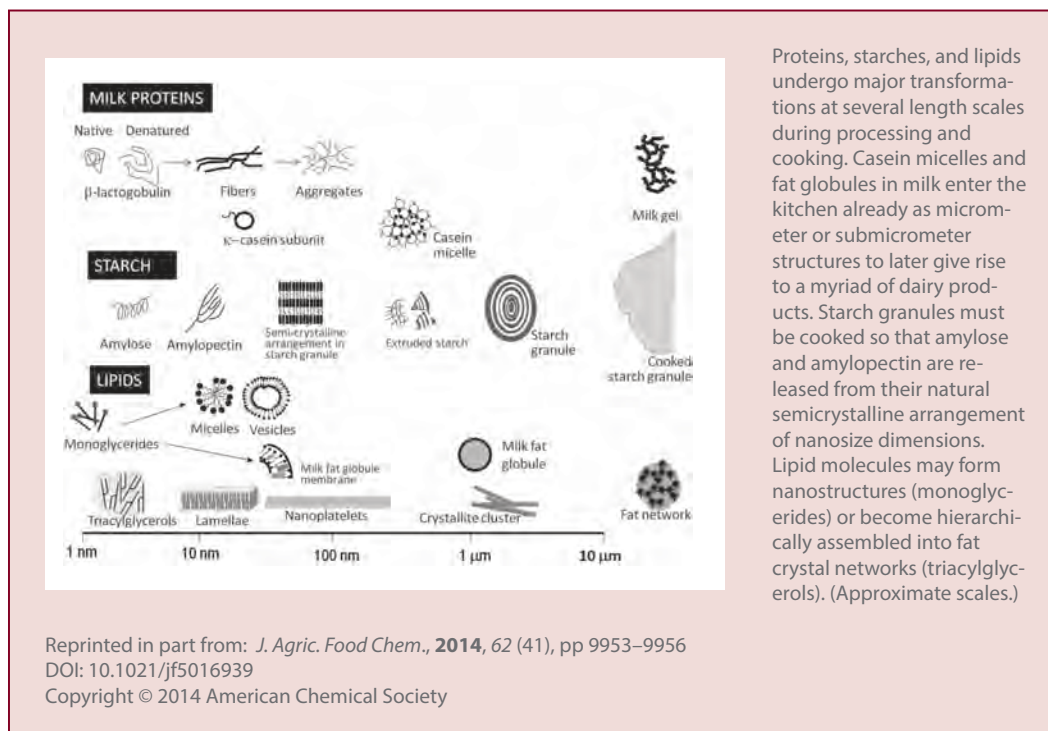 MILK PROTEINS
Native Denatured
β-lactogobulin
Fibers
Aggregates
Milk gel
κ–casein subunit
Casein
micelle
STARCH
Amylose
Amylopectin
Semi-crystalline
arrangement in
starch granule
Extruded starch
Starch
granule
Cooked
starch granule
LIPIDS
Monoglycerides
Micelles
Vesicles
Milk fat globule
membrane
Milk fat
globule
Triacylglycerols
Lamellae
Nanoplatelets
Crystallite cluster
Fat network
1 nm 10 nm 100 nm 1 μm 10 μm
Proteins, starches, and lipids
undergo major transforma-
tions at several length scales
during processing and
cooking. Casein micelles and
fat globules in milk enter the
kitchen already as microm-
eter or submicrometer
structures to later give rise
to a myriad of dairy prod-
ucts. Starch granules must
be cooked so that amylose
and amylopectin are re-
leased from their natural
semicrystalline arrangement
of nanosize dimensions.
Lipid molecules may form
nanostructures (monoglyc-
erides) or become hierarchi-
cally assembled into fat
crystal networks (triacylglyc-
erols). (Approximate scales.)
Reprinted in part from: J. Agric. Food Chem., 2014, 62 (41), pp 9953–9956
DOI: 10.1021/jf5016939
Copyright © 2014 American Chemical Society